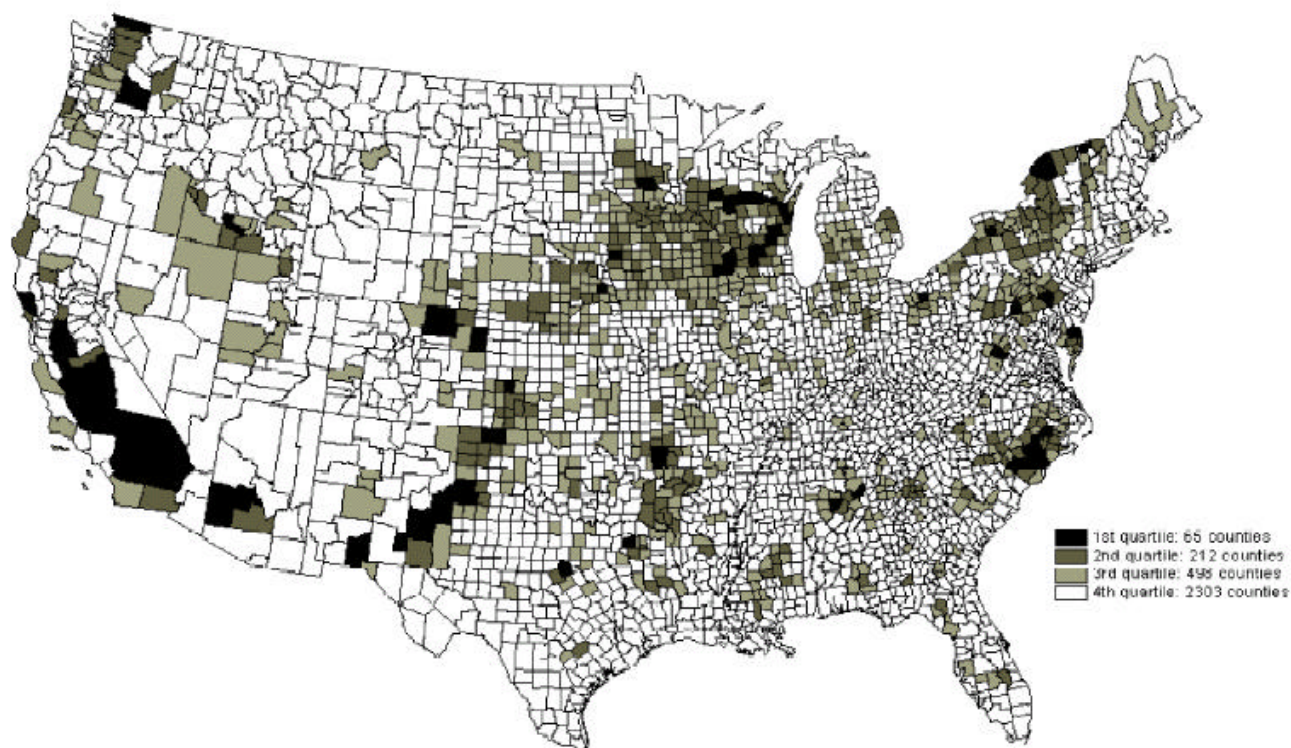 1st quartile: 65 counties
2nd quartile: 212 counties
3rd quartile: 498 counties
4th quartile: 2303 counties